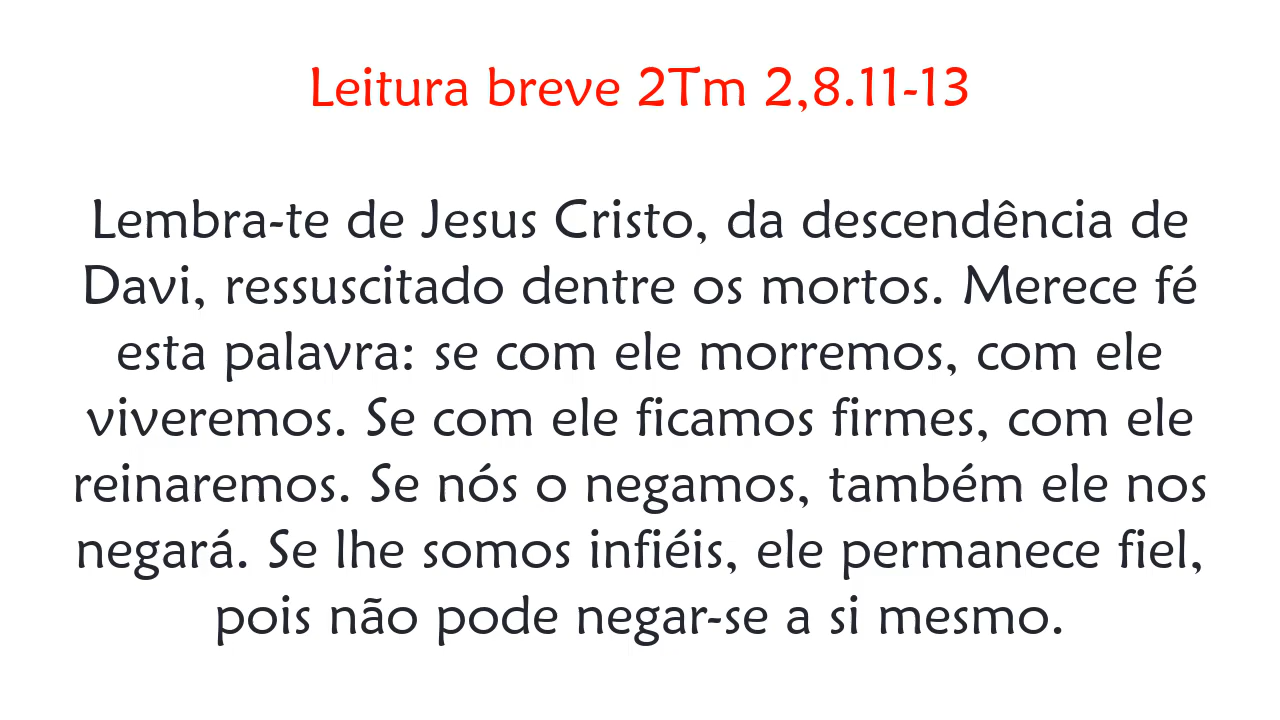 Leitura breve 2Tm 2,8.11-13
Lembra-te de Jesus Cristo, da descendência de
Davi, ressuscitado dentre os mortos. Merece fé
esta palavra: se com ele morremos, com ele
viveremos. Se com ele ficamos firmes, com ele
reinaremos. Se nós o negamos, também ele nos
negará. Se lhe somos infiéis, ele permanece fiel,
pois não pode negar-se a si mesmo.